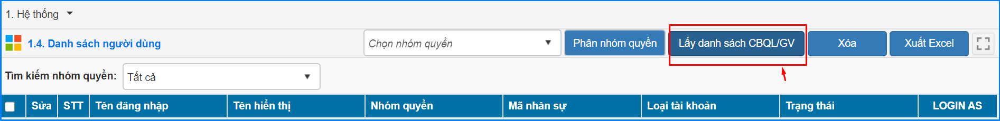 1. Hệ thống
1.4. Danh sách người dùng Chọn nhóm quyền Phân nhóm quyền Lấy danh sách CBQL/GV Xóa Xuất Excel
Tìm kiếm nhóm quyền: Tất cả
Sửa STT Tên đăng nhập Tên hiển thị Nhóm quyền Mã nhân sự Loại tài khoản Trạng thái LOGIN AS